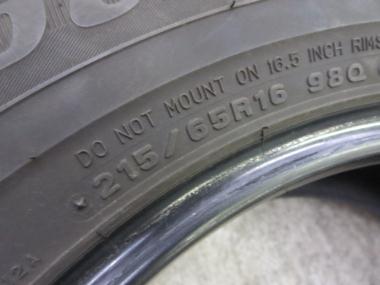 DO NOT MOUNT ON 16.5 INCH RIMS
215/65R16 98Q